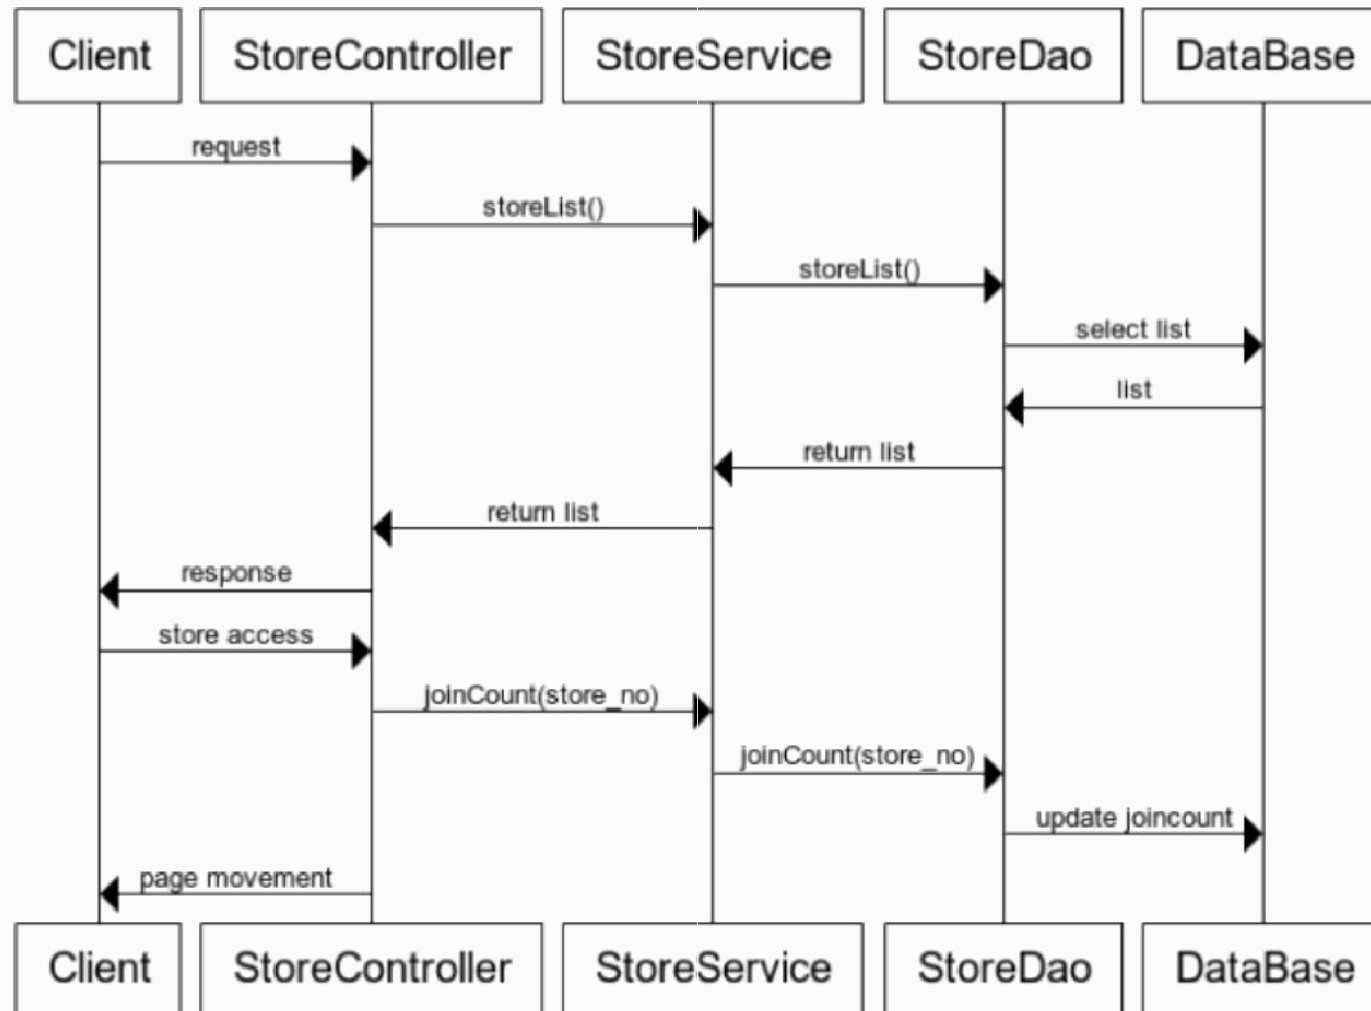 Client StoreController StoreService StoreDao DataBase
request
storeList()
storeList()
select list
list
return list
return list
response
store access
joinCount(store_no)
joinCount(store_no)
update joincount
page movement
Client StoreController StoreService StoreDao DataBase